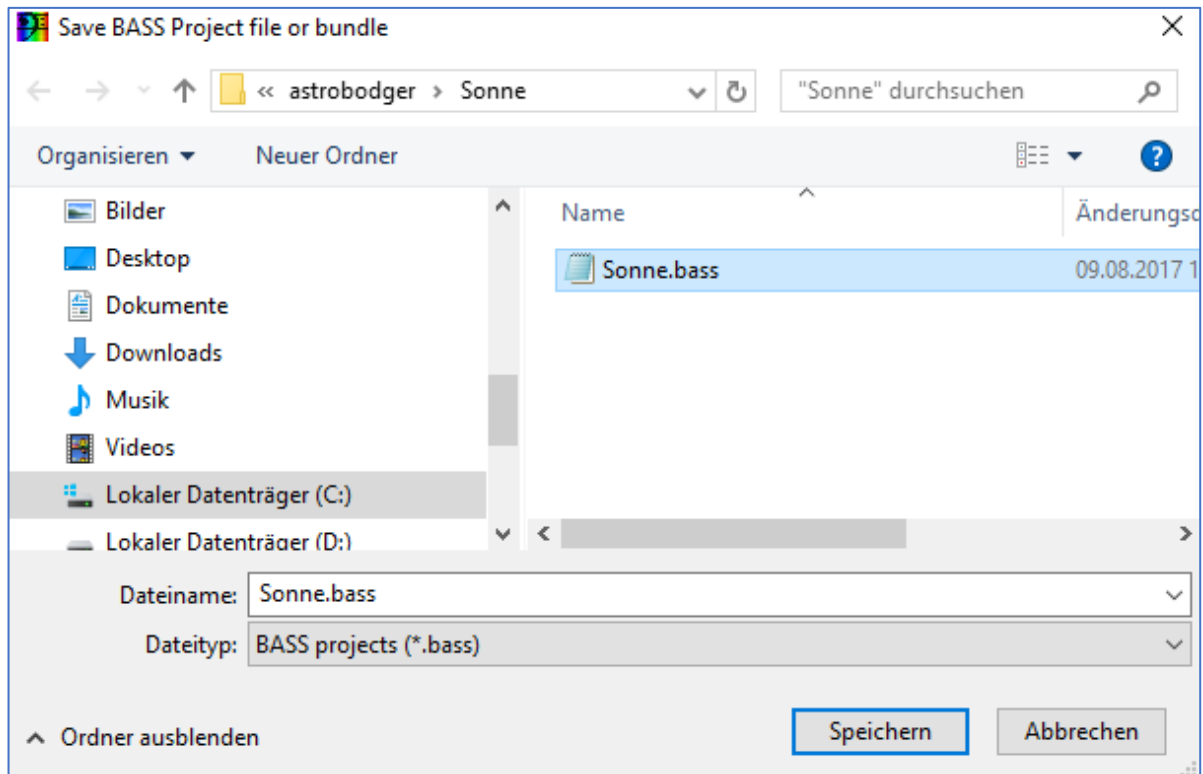 Save BASS Project file or bundle
« astrobodger › Sonne
"Sonne" durchsuchen
Organisieren
Neuer Ordner
?
Bilder
Desktop
Dokumente
Downloads
Musik
Videos
Lokaler Datenträger (C:)
Lokaler Datenträger (D:)
Name
Änderungsd
Sonne.bass
09.08.2017 1
Dateiname:
Sonne.bass
Dateityp:
BASS projects (*.bass)
Ordner ausblenden
Speichern
Abbrechen